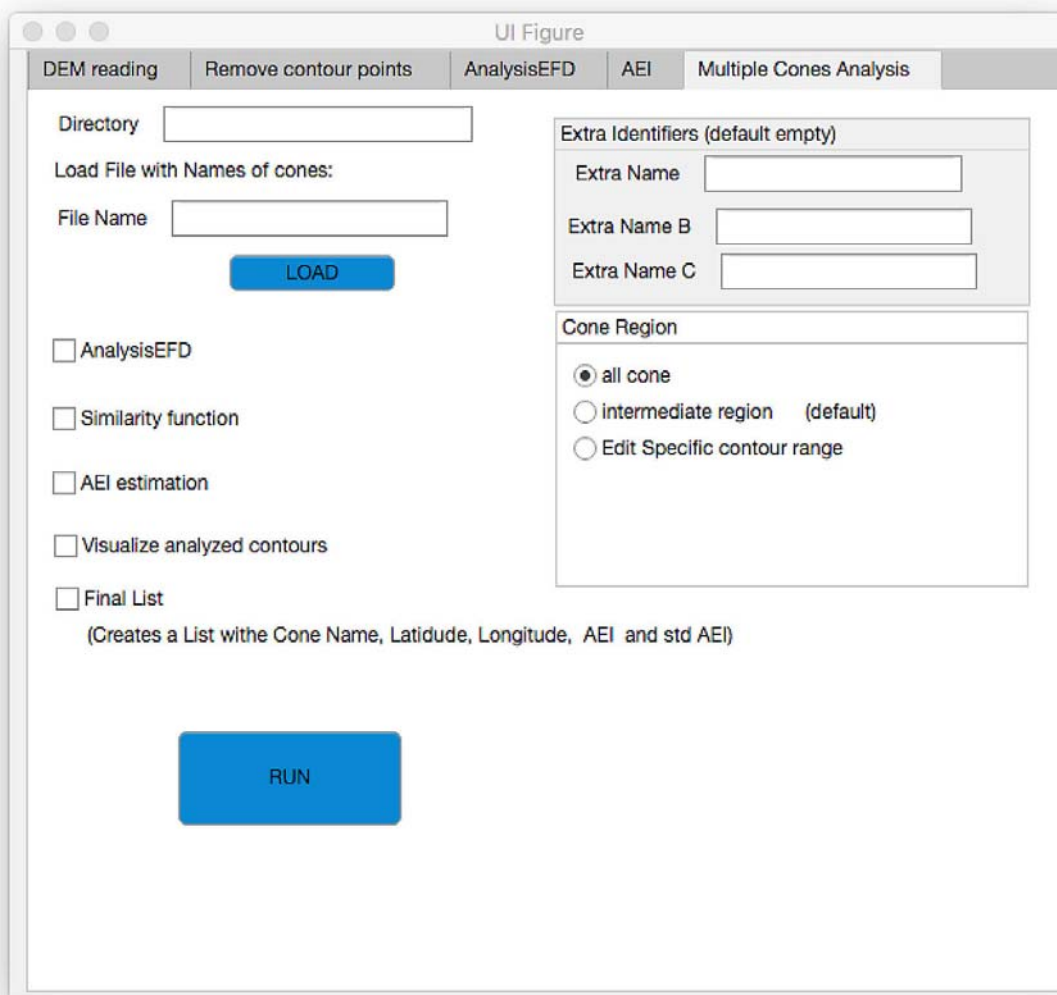 UI Figure
DEM reading Remove contour points AnalysisEFD AEI Multiple Cones Analysis
Directory
Load File with Names of cones:
File Name
LOAD
Extra Identifiers (default empty)
Extra Name
Extra Name B
Extra Name C
Cone Region
all cone
intermediate region (default)
Edit Specific contour range
AnalysisEFD
Similarity function
AEI estimation
Visualize analyzed contours
Final List
(Creates a List withe Cone Name, Latidude, Longitude, AEI and std AEI)
RUN